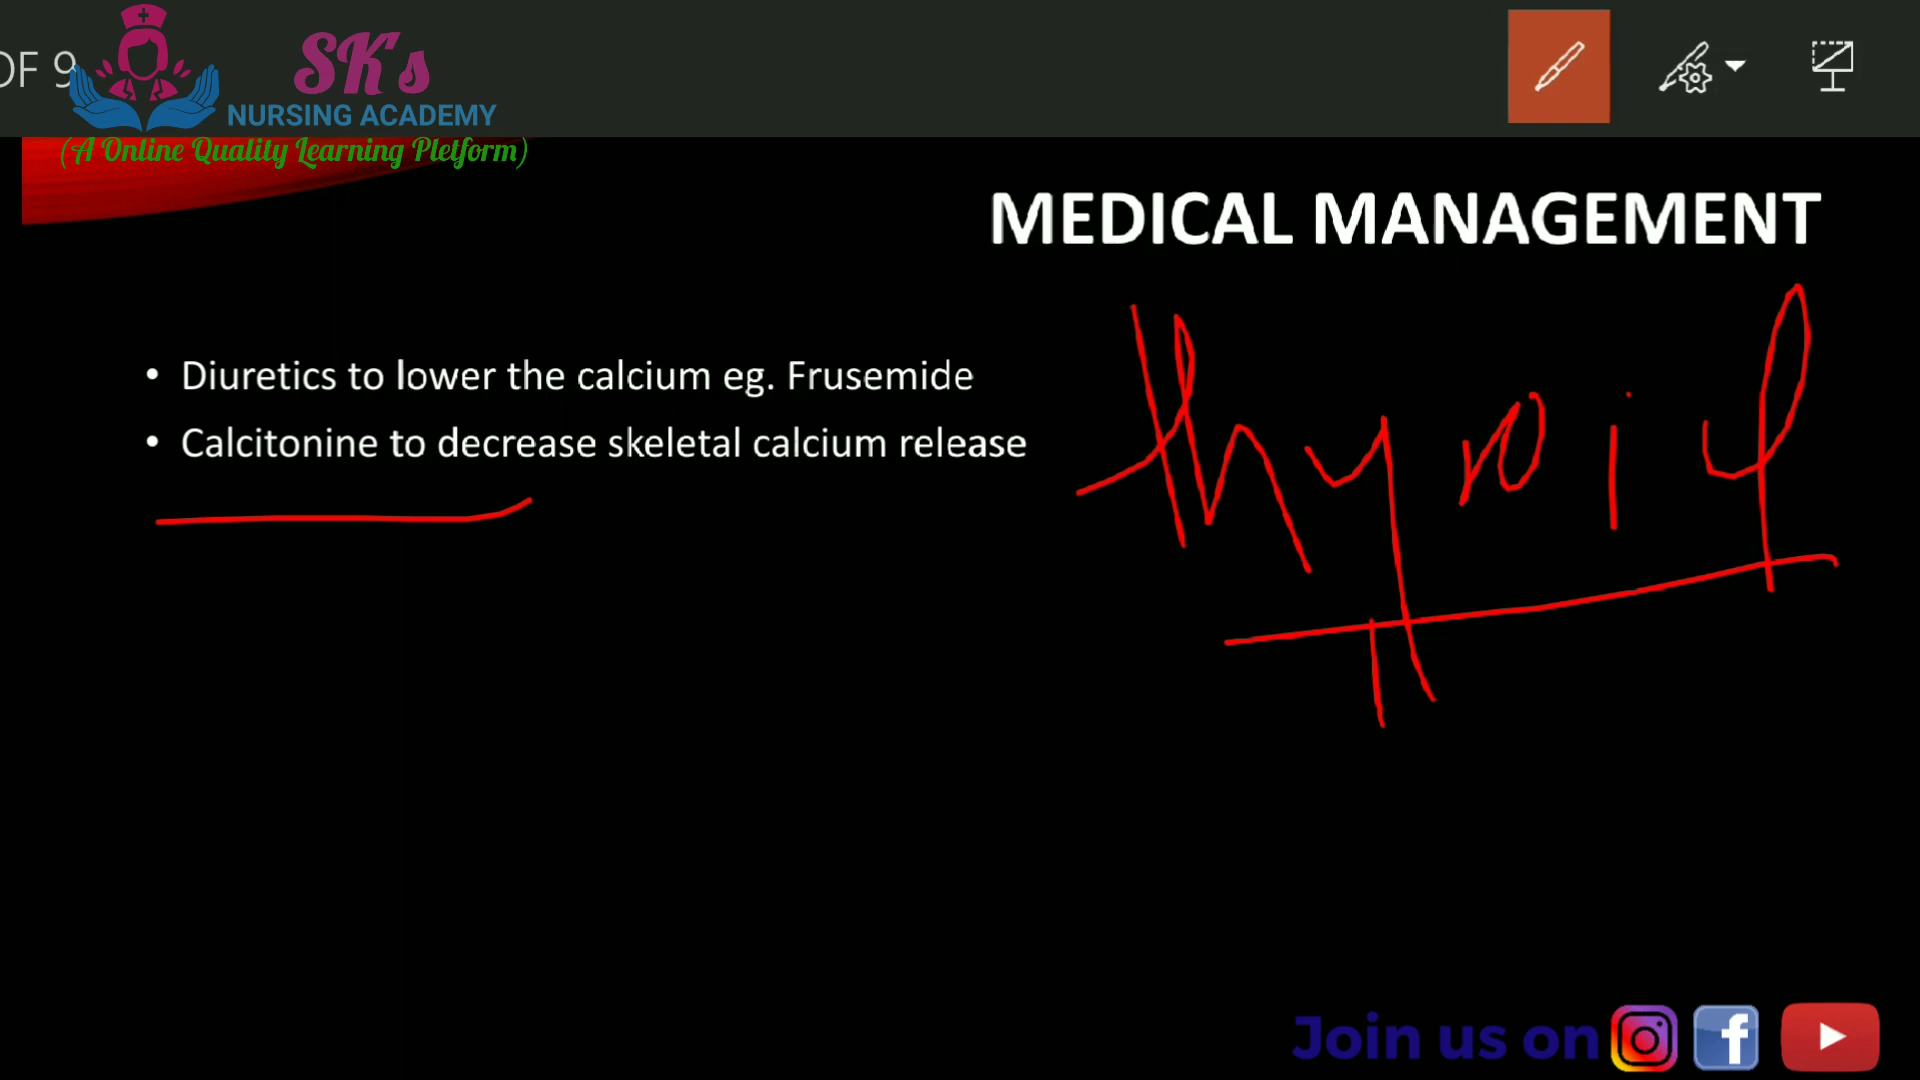 OF 9
SK's
NURSING ACADEMY
(A Online Quality Learning Pletform)
MEDICAL MANAGEMENT
• Diuretics to lower the calcium eg. Frusemide
• Calcitonine to decrease skeletal calcium release
thyroid
Join us on